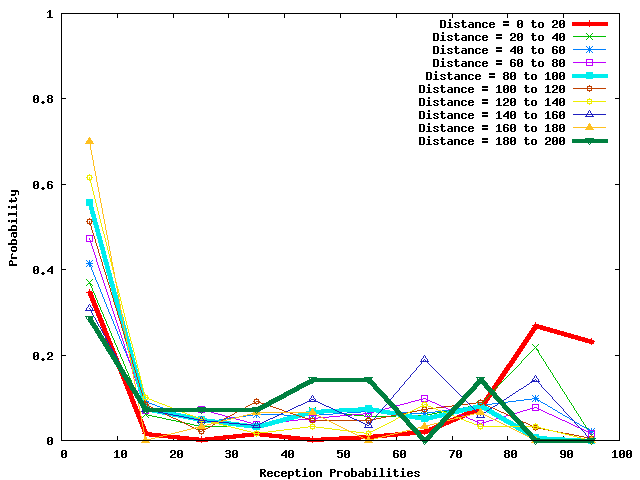 1
0.8
0.6
0.4
0.2
0
Probability
Distance = 0 to 20
Distance = 20 to 40
Distance = 40 to 60
Distance = 60 to 80
Distance = 80 to 100
Distance = 100 to 120
Distance = 120 to 140
Distance = 140 to 160
Distance = 160 to 180
Distance = 180 to 200
0 10 20 30 40 50 60 70 80 90 100
Reception Probabilities